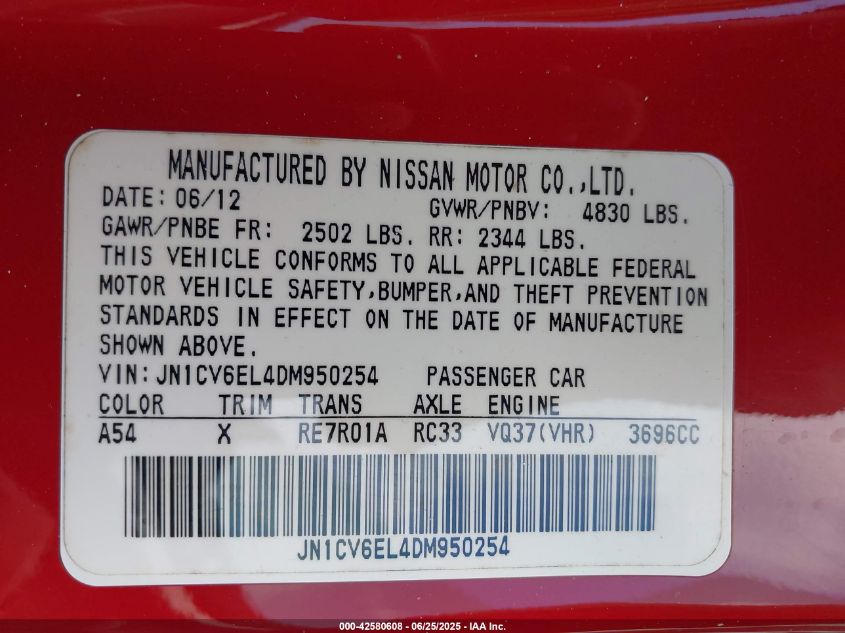 MANUFACTURED BY NISSAN MOTOR CO.,LTD.
DATE: 06/12 GVWR/PNBV: 4830 LBS.
GAWR/PNBE FR: 2502 LBS. RR: 2344 LBS.
THIS VEHICLE CONFORMS TO ALL APPLICABLE FEDERAL
MOTOR VEHICLE SAFETY,BUMPER,AND THEFT PREVENTION
STANDARDS IN EFFECT ON THE DATE OF MANUFACTURE
SHOWN ABOVE.
VIN: JN1CV6EL4DM950254 PASSENGER CAR
COLOR TRIM TRANS AXLE ENGINE
A54 X RE7R01A RC33 VQ37(VHR) 3696CC
JN1CV6EL4DM950254
000-42580608 - 06/25/2025 - IAA Inc.